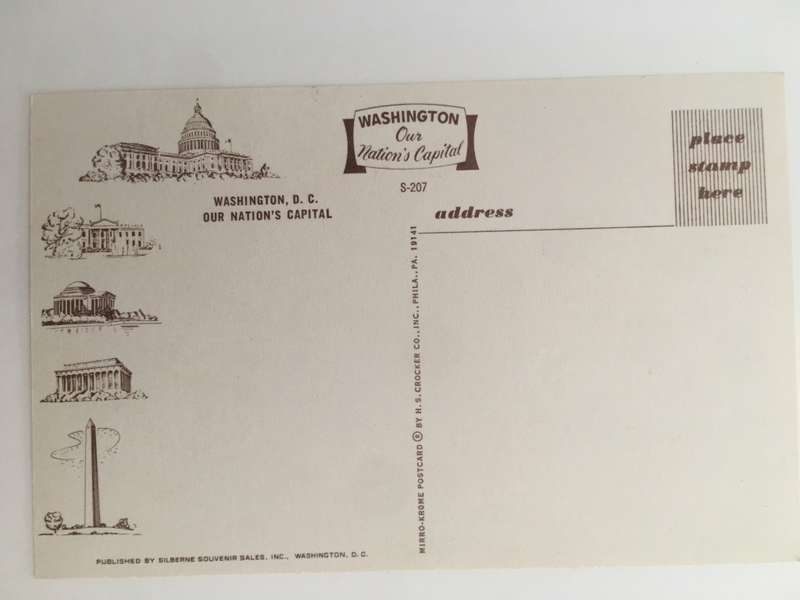 WASHINGTON
Our
Nation's Capital
S-207
WASHINGTON, D. C.
OUR NATION'S CAPITAL
place
stamp
here
address
MIRRO-KROME POSTCARD ® BY H. S. CROCKER CO., INC., PHILA., PA. 19141
PUBLISHED BY SILBERNE SOUVENIR SALES, INC., WASHINGTON, D. C.